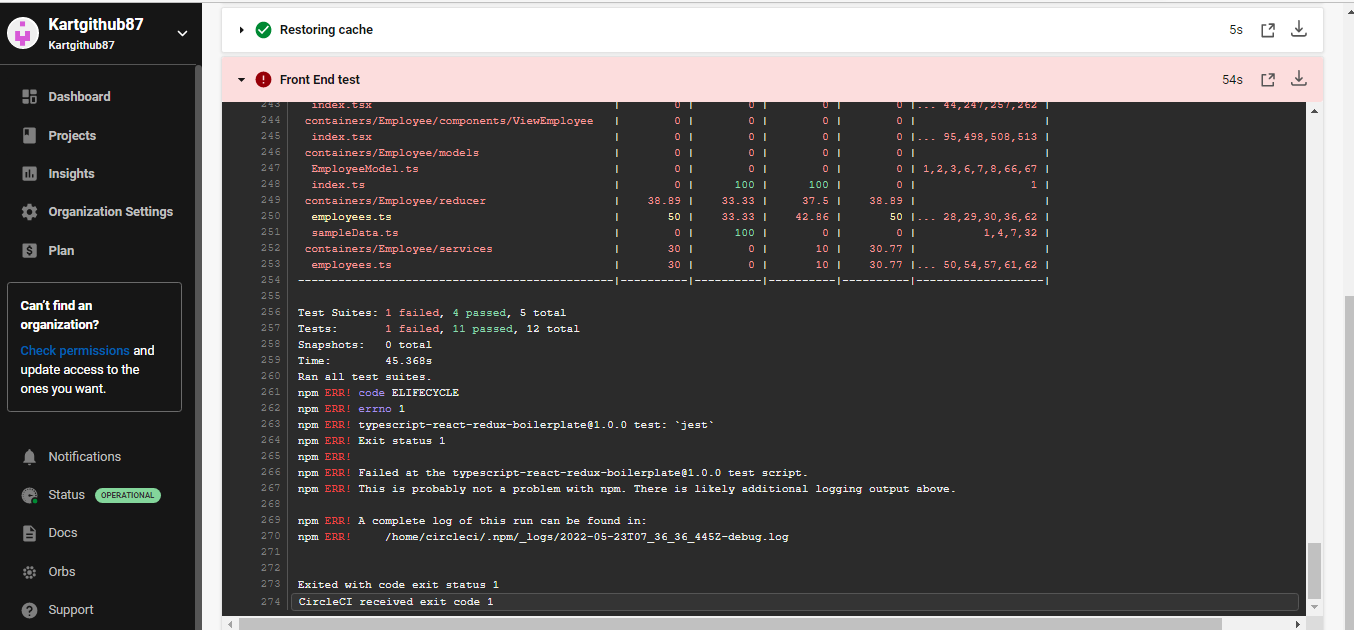 Kartgithub87
Kartgithub87
Dashboard
Projects
Insights
Organization Settings
Plan
Can't find an
organization?
Check permissions and
update access to the
ones you want.
Notifications
Status OPERATIONAL
Docs
Orbs
Support
Restoring cache 5s
Front End test 54s
243 index.tsx | 0 | 0 | 0 | 0 |... 44,247,257,262 |
244 containers/Employee/components/ViewEmployee | 0 | 0 | 0 | 0 | |
245 index.tsx | 0 | 0 | 0 | 0 |... 95,498,508,513 |
246 containers/Employee/models | 0 | 0 | 0 | 0 | |
247 EmployeeModel.ts | 0 | 0 | 0 | 0 | 1,2,3,6,7,8,66,67 |
248 index.ts | 0 | 100 | 100 | 0 | 1 |
249 containers/Employee/reducer | 38.89 | 33.33 | 37.5 | 38.89 | |
250 employees.ts | 50 | 33.33 | 42.86 | 50 |... 28,29,30,36,62 |
251 sampleData.ts | 0 | 100 | 0 | 0 | 1,4,7,32 |
252 containers/Employee/services | 30 | 0 | 10 | 30.77 | |
253 employees.ts | 30 | 0 | 10 | 30.77 |... 50,54,57,61,62 |
254 -----------------------------------------------|----------|----------|----------|----------|-------------------|
255
256 Test Suites: 1 failed, 4 passed, 5 total
257 Tests: 1 failed, 11 passed, 12 total
258 Snapshots: 0 total
259 Time: 45.368s
260 Ran all test suites.
261 npm ERR! code ELIFECYCLE
262 npm ERR! errno 1
263 npm ERR! typescript-react-redux-boilerplate@1.0.0 test: `jest`
264 npm ERR! Exit status 1
265 npm ERR!
266 npm ERR! Failed at the typescript-react-redux-boilerplate@1.0.0 test script.
267 npm ERR! This is probably not a problem with npm. There is likely additional logging output above.
268
269 npm ERR! A complete log of this run can be found in:
270 npm ERR! /home/circleci/.npm/_logs/2022-05-23T07_36_36_445Z-debug.log
271
272
273 Exited with code exit status 1
274 CircleCI received exit code 1